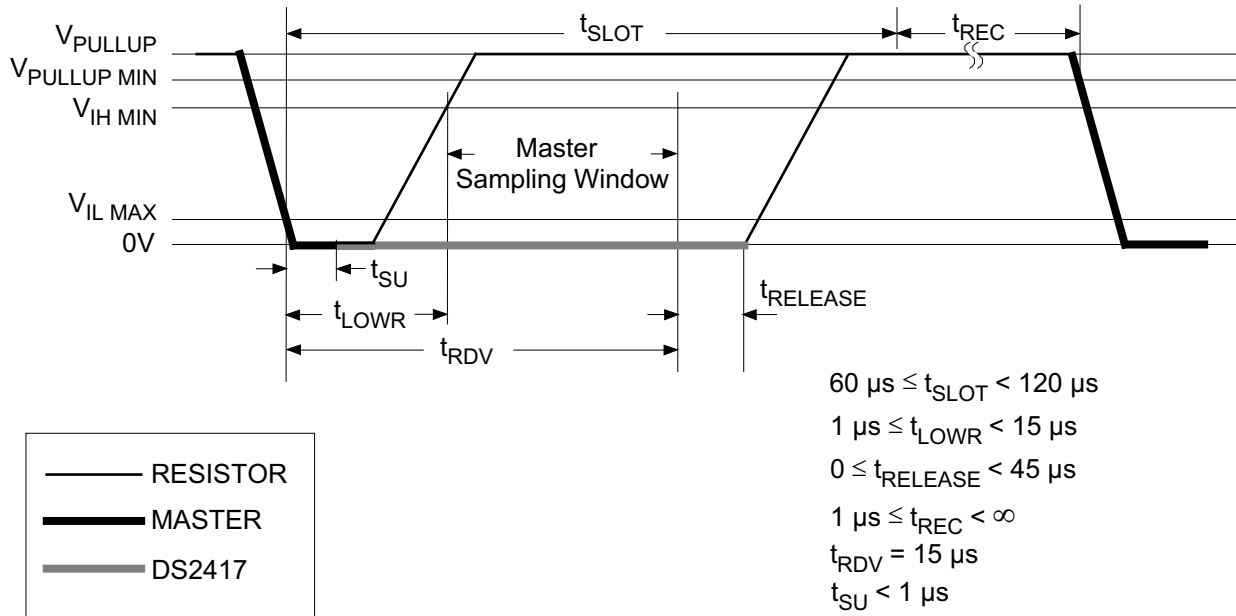 t_SLOT
t_REC
V_PULLUP
V_PULLUP MIN
V_IH MIN
Master
Sampling Window
V_IL MAX
0V
t_SU
t_LOWR
t_RELEASE
t_RDV
60 µs ≤ t_SLOT < 120 µs
1 µs ≤ t_LOWR < 15 µs
0 ≤ t_RELEASE < 45 µs
1 µs ≤ t_REC < ∞
t_RDV = 15 µs
t_SU < 1 µs
RESISTOR
MASTER
DS2417